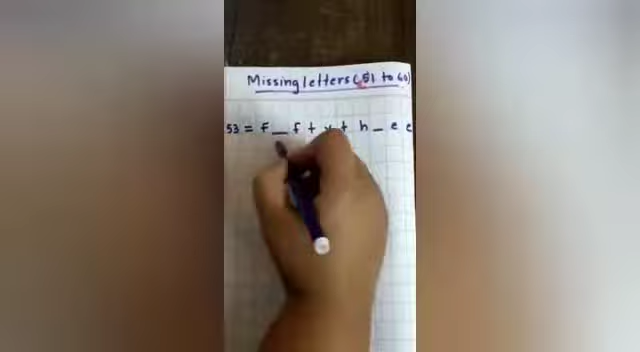 Missing letters (51 to 60)
53 = f _ f t y t h _ e e